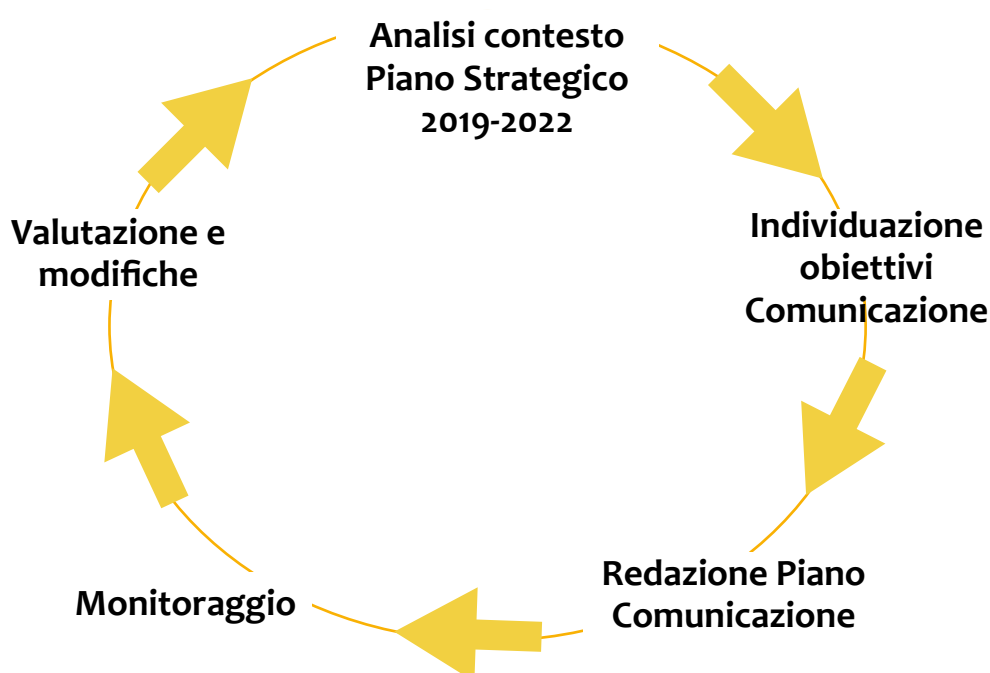 Analisi contesto
Piano Strategico
2019-2022
Individuazione
obiettivi
Comunicazione
Redazione Piano
Comunicazione
Monitoraggio
Valutazione e
modifiche